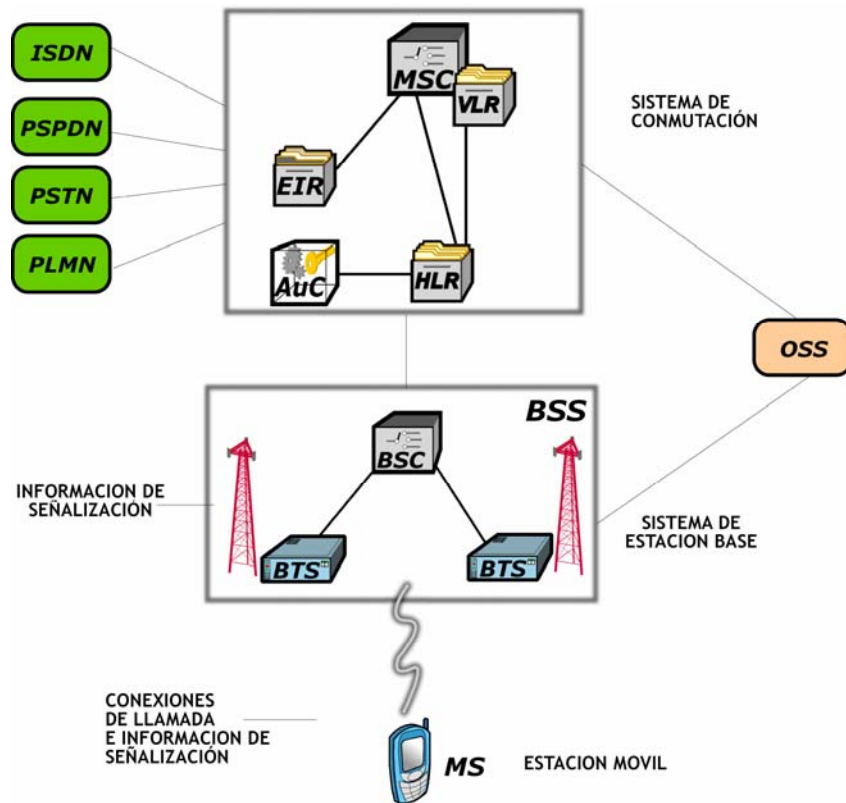 ISDN
PSPDN
PSTN
PLMN
MSC
VLR
EIR
AuC
HLR
SISTEMA DE
CONMUTACIÓN
OSS
BSS
BSC
BTS
BTS
INFORMACION DE
SEÑALIZACIÓN
SISTEMA DE
ESTACION BASE
CONEXIONES
DE LLAMADA
E INFORMACION DE
SEÑALIZACIÓN
MS
ESTACION MOVIL